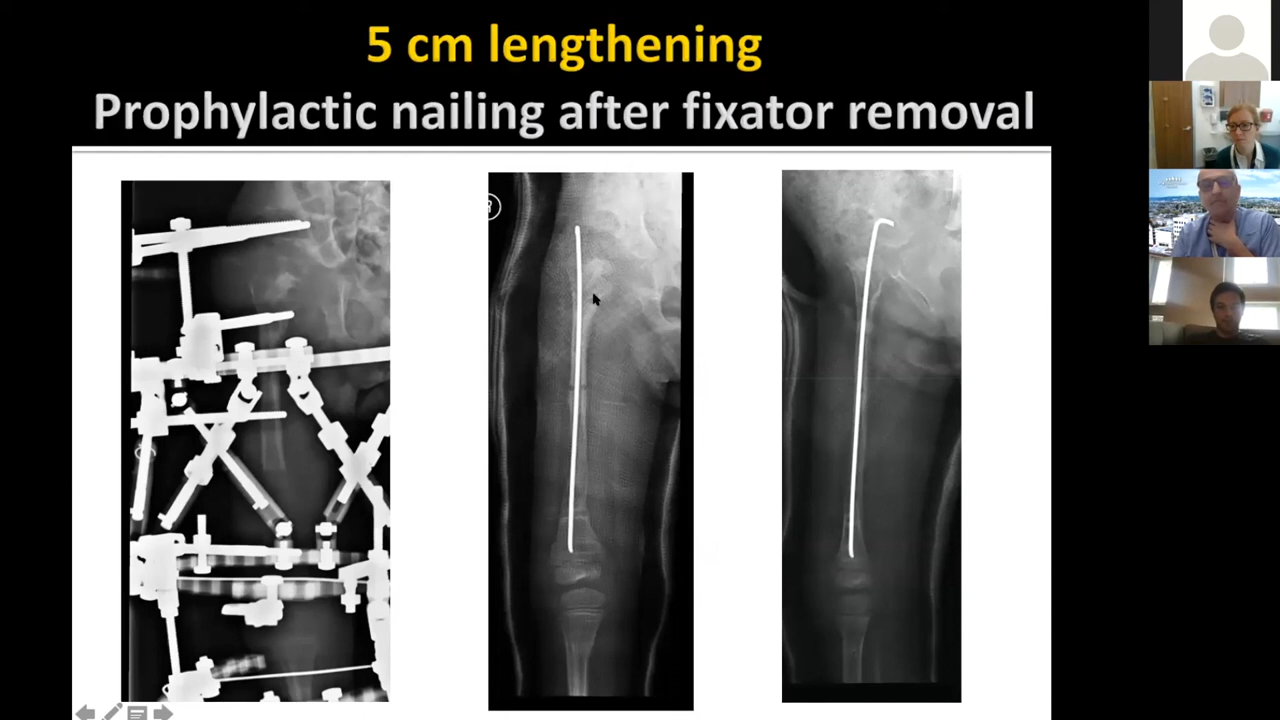 5 cm lengthening
Prophylactic nailing after fixator removal
R